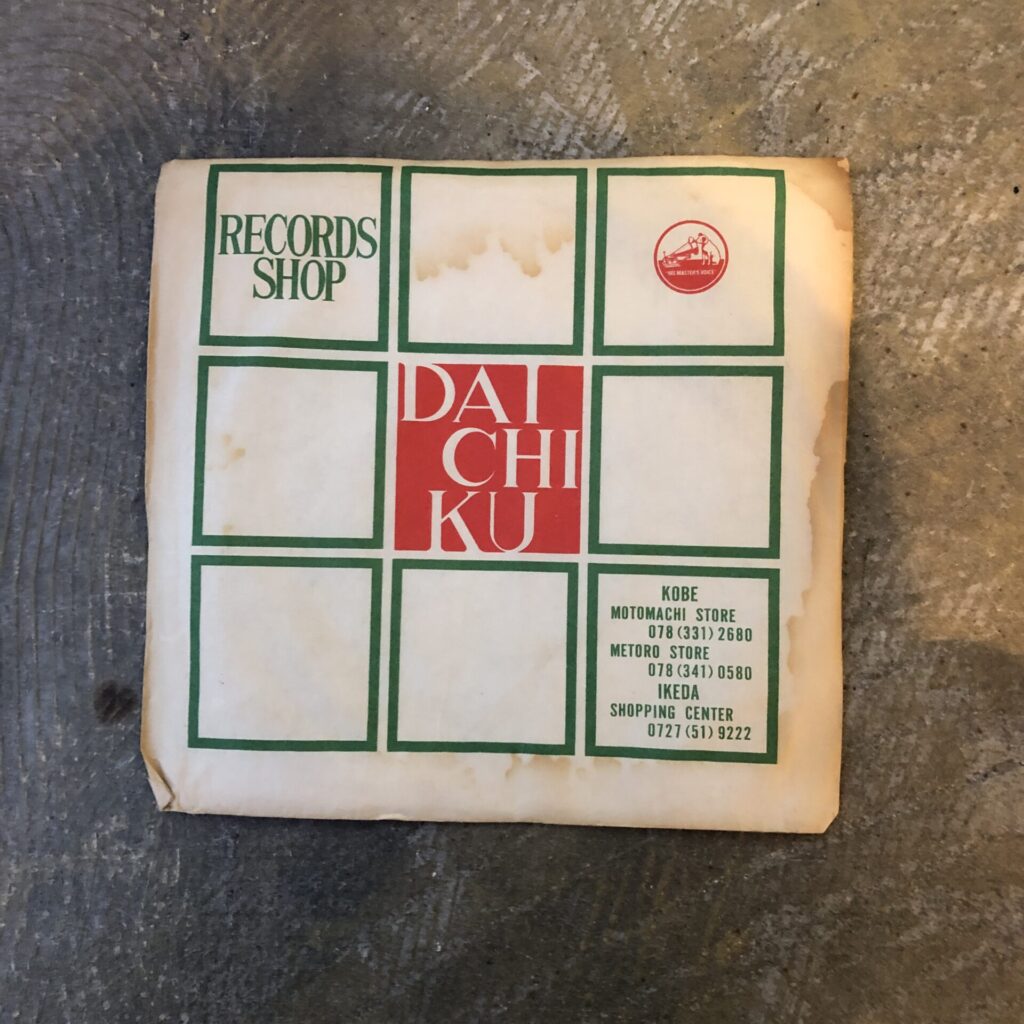 RECORDS
SHOP
"HIS MASTER'S VOICE"
DAI
CHI
KU
KOBE
MOTOMACHI STORE
078 (331) 2680
METORO STORE
078 (341) 0580
IKEDA
SHOPPING CENTER
0727 (51) 9222